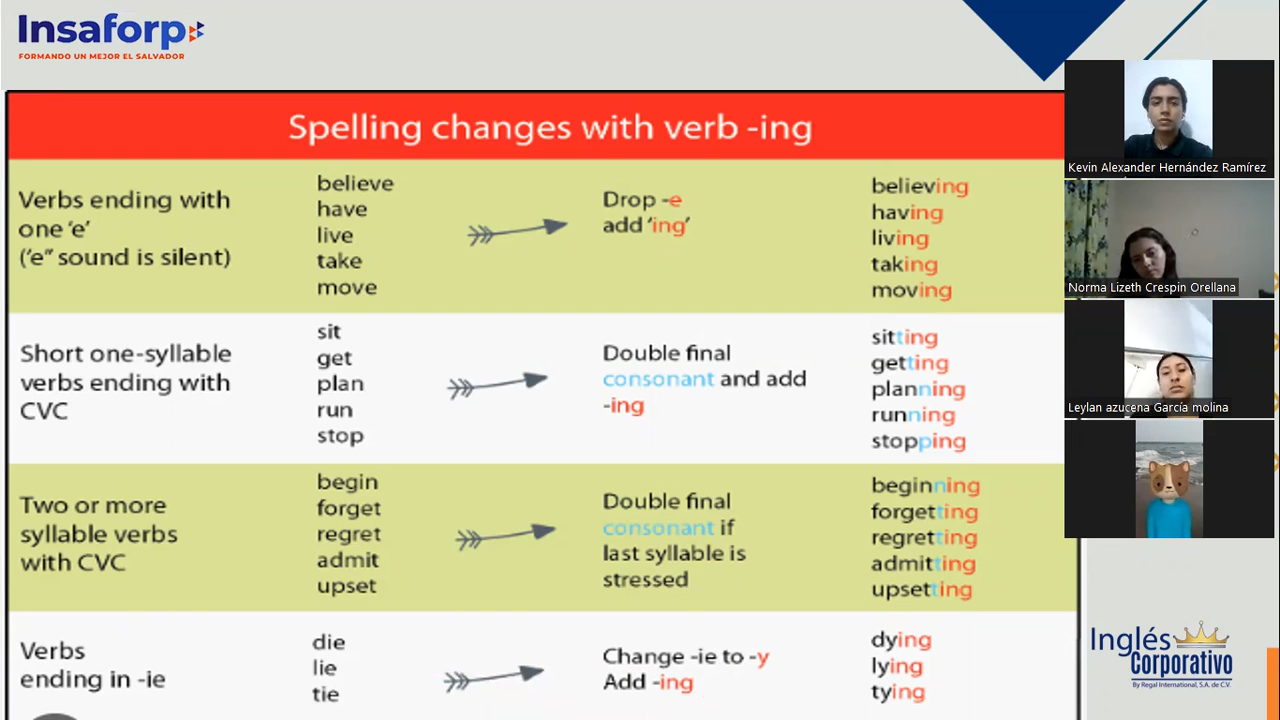 Insaforp
FORMANDO UN MEJOR EL SALVADOR
Spelling changes with verb -ing
Verbs ending with
one ‘e’
(‘e” sound is silent)
believe
have
live
take
move
Drop -e
add ‘ing’
believing
having
living
taking
moving
Short one-syllable
verbs ending with
CVC
sit
get
plan
run
stop
Double final
consonant and add
-ing
sitting
getting
planning
running
stopping
Two or more
syllable verbs
with CVC
begin
forget
regret
admit
upset
Double final
consonant if
last syllable is
stressed
beginning
forgetting
regretting
admitting
upsetting
Verbs
ending in -ie
die
lie
tie
Change -ie to -y
Add -ing
dying
lying
tying
Kevin Alexander Hernández Ramírez
Norma Lizeth Crespin Orellana
Leylan azucena García molina
Inglés
Corporativo
By Regal International, S.A. de C.V.